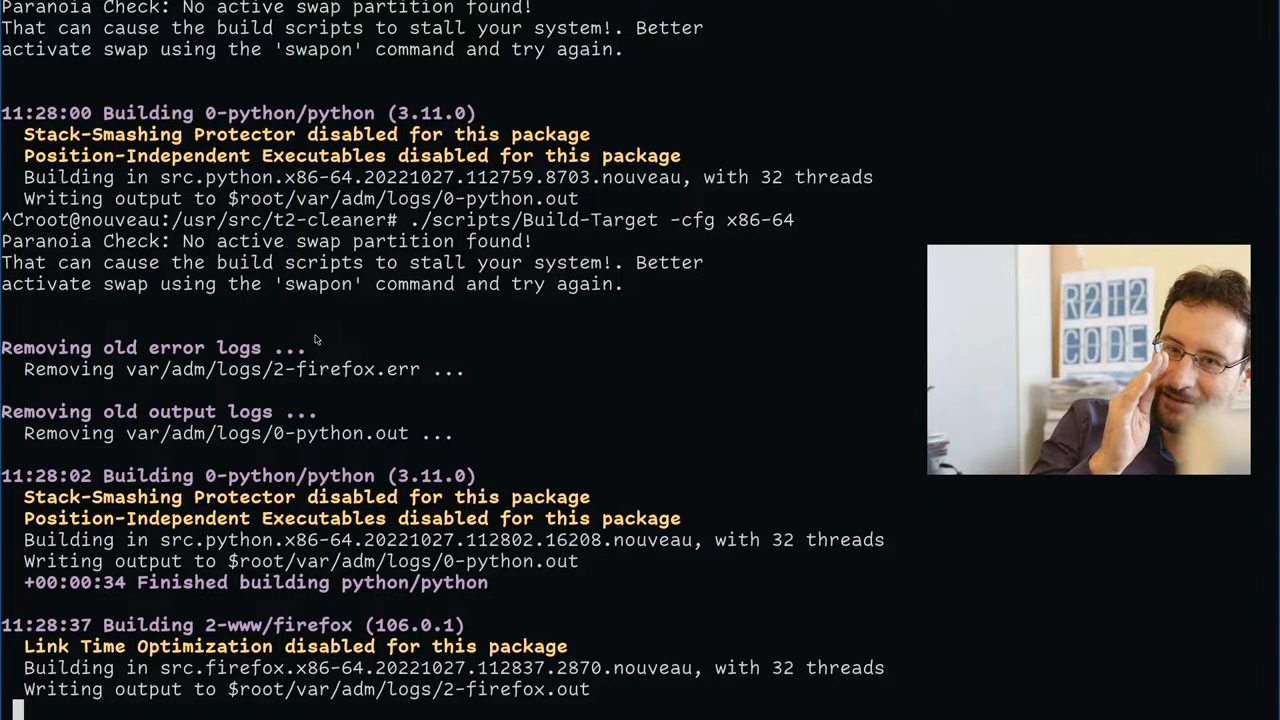 Paranoia Check: No active swap partition found!
That can cause the build scripts to stall your system!. Better
activate swap using the 'swapon' command and try again.
11:28:00 Building 0-python/python (3.11.0)
Stack-Smashing Protector disabled for this package
Position-Independent Executables disabled for this package
Building in src.python.x86-64.20221027.112759.8703.nouveau, with 32 threads
Writing output to $root/var/adm/logs/0-python.out
^Croot@nouveau:/usr/src/t2-cleaner# ./scripts/Build-Target -cfg x86-64
Paranoia Check: No active swap partition found!
That can cause the build scripts to stall your system!. Better
activate swap using the 'swapon' command and try again.
Removing old error logs ...
Removing var/adm/logs/2-firefox.err ...
Removing old output logs ...
Removing var/adm/logs/0-python.out ...
11:28:02 Building 0-python/python (3.11.0)
Stack-Smashing Protector disabled for this package
Position-Independent Executables disabled for this package
Building in src.python.x86-64.20221027.112802.16208.nouveau, with 32 threads
Writing output to $root/var/adm/logs/0-python.out
+00:00:34 Finished building python/python
11:28:37 Building 2-www/firefox (106.0.1)
Link Time Optimization disabled for this package
Building in src.firefox.x86-64.20221027.112837.2870.nouveau, with 32 threads
Writing output to $root/var/adm/logs/2-firefox.out
R2T2
CODE